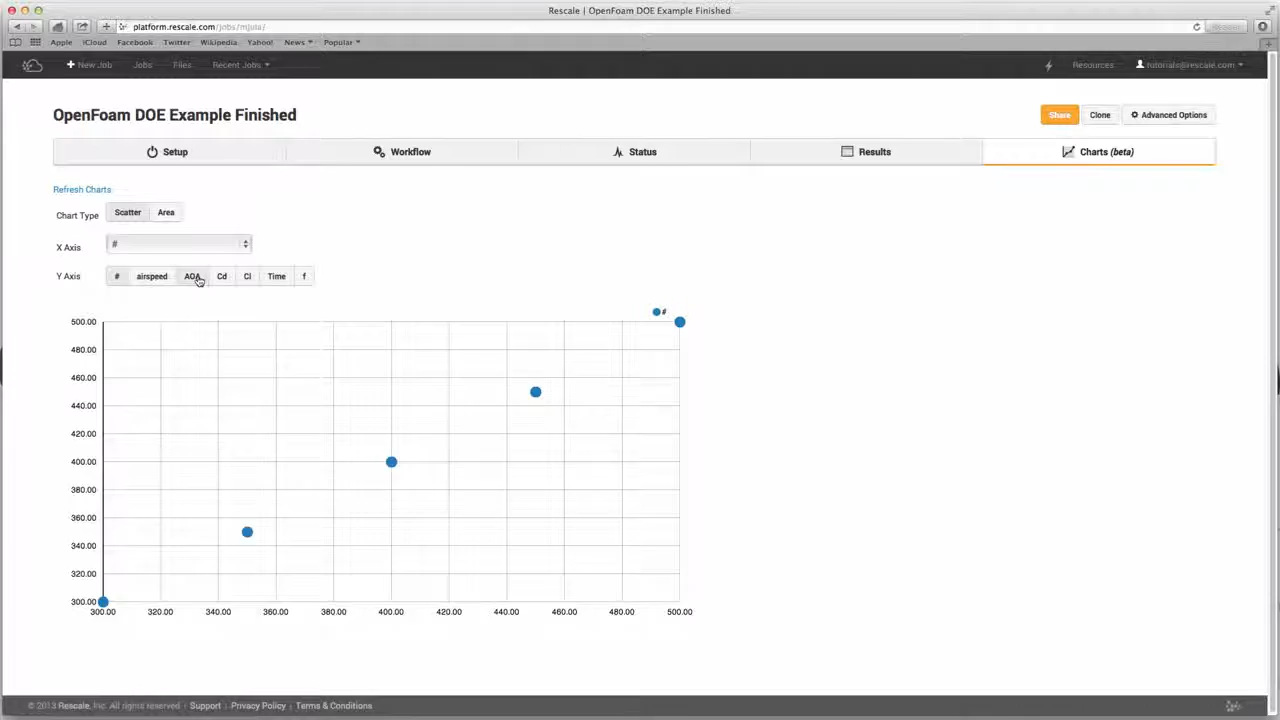 Rescale | OpenFoam DOE Example Finished
platform.rescale.com/jobs/mjuta/
Apple iCloud Facebook Twitter Wikipedia Yahoo! News Popular
New Job Jobs Files Recent Jobs Resources tutorials@rescale.com
OpenFoam DOE Example Finished
Share Clone Advanced Options
Setup Workflow Status Results Charts (beta)
Refresh Charts
Chart Type Scatter Area
X Axis #
Y Axis # airspeed AOA Cd Cl Time f
#
500.00
480.00
460.00
440.00
420.00
400.00
380.00
360.00
340.00
320.00
300.00
300.00 320.00 340.00 360.00 380.00 400.00 420.00 440.00 460.00 480.00 500.00
© 2013 Rescale, Inc. All rights reserved · Support · Privacy Policy · Terms & Conditions